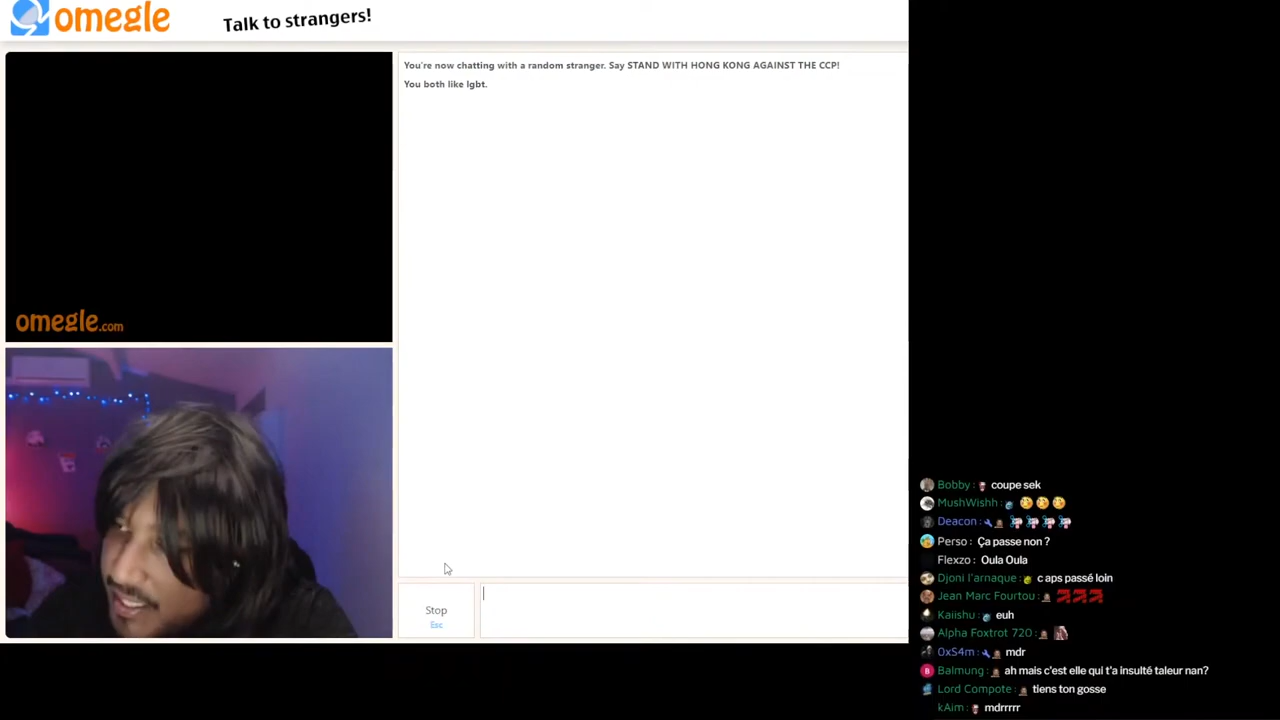 omegle
Talk to strangers!
You're now chatting with a random stranger. Say STAND WITH HONG KONG AGAINST THE CCP!
You both like lgbt.
omegle.com
Stop
Esc
Bobby : coupe sek
MushWishh :
Deacon :
Perso : Ça passe non ?
Flexzo : Oula Oula
Djoni l'arnaque : c aps passé loin
Jean Marc Fourtou :
Kaiishu : euh
Alpha Foxtrot 720 :
0xS4m : mdr
B Balmung : ah mais c'est elle qui t'a insulté taleur nan?
Lord Compote : tiens ton gosse
kAim : mdrrrrr